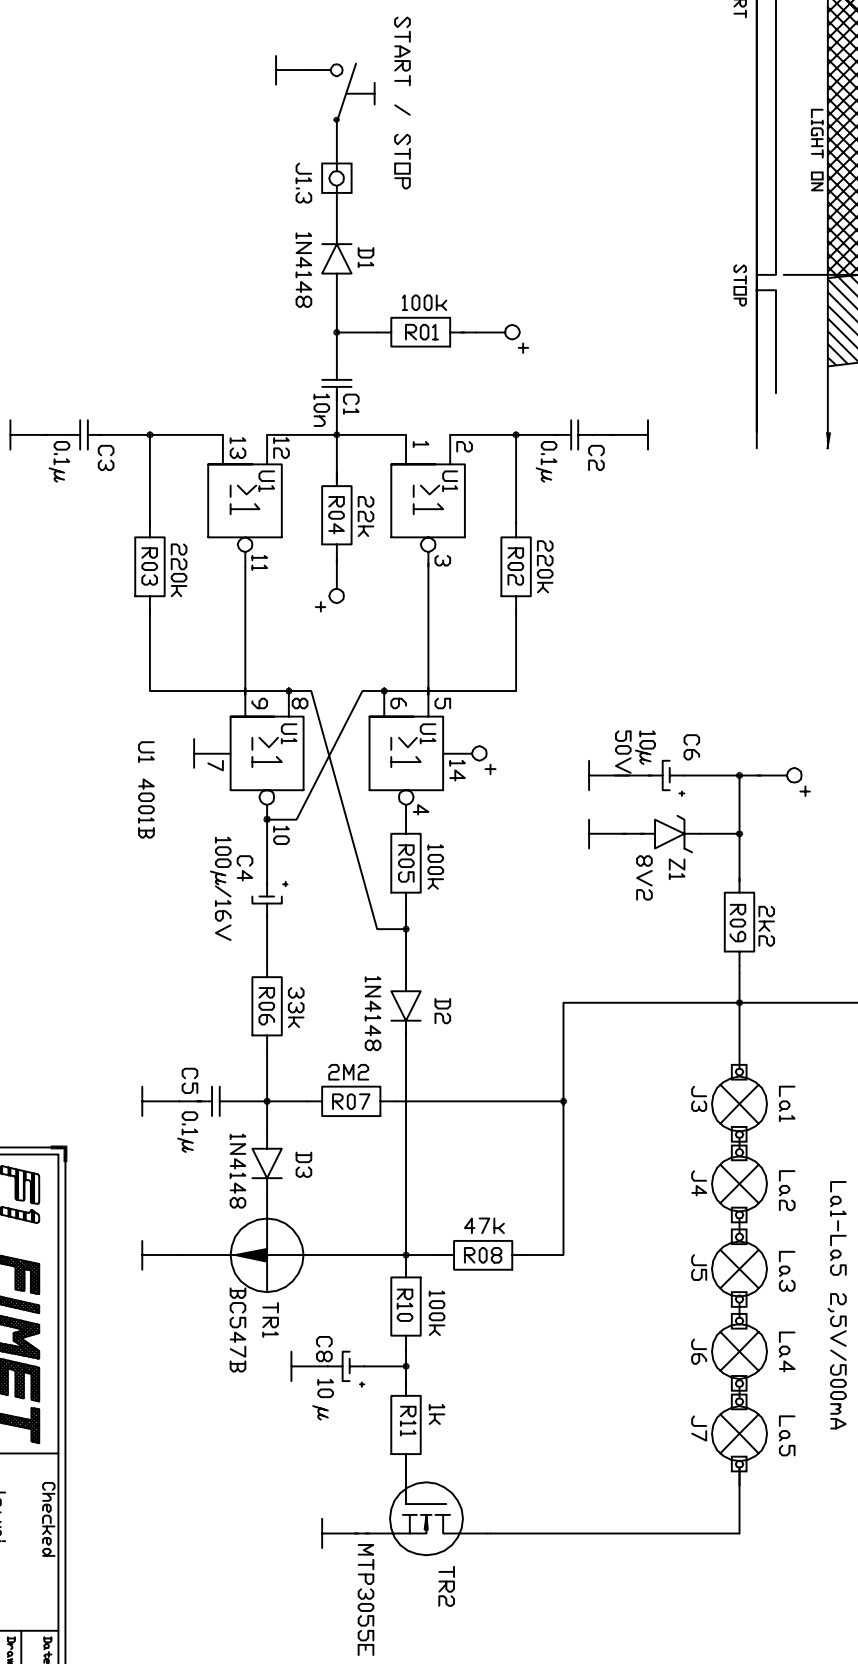 RT
LIGHT ON
STOP
START / STOP
J1.3
D1
1N4148
100k
R01
+
C1
10n
C2
0.1µ
C3
0.1µ
12
13
1
2
U1
≥1
U1
≥1
22k
R04
+
11
3
220k
R03
220k
R02
9
8
6
5
U1
≥1
U1
≥1
7
14
+
10
4
U1 4001B
100k
R05
C4
+
100µ/16V
33k
R06
D2
1N4148
2M2
R07
C5
0.1µ
D3
1N4148
TR1
BC547B
47k
R08
100k
R10
C8
10 µ
+
1k
R11
TR2
MTP3055E
+
C6
10µ
50V
+
Z1
8V2
2k2
R09
La1
J3
La2
J4
La3
J5
La4
J6
La5
J7
La1-La5 2,5V/500mA
Fi FIMET
Checked
Date
Draw